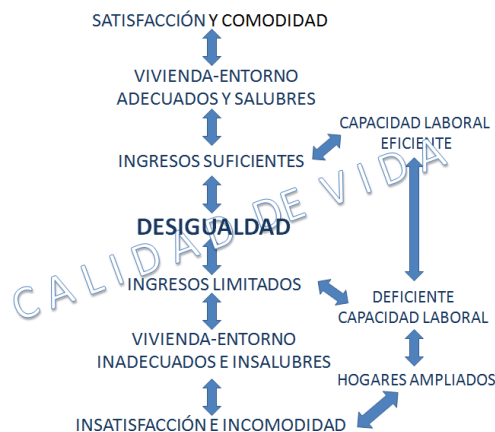 SATISFACCIÓN Y COMODIDAD
VIVIENDA-ENTORNO
ADECUADOS Y SALUBRES
CAPACIDAD LABORAL
EFICIENTE
INGRESOS SUFICIENTES
CALIDAD DE VIDA
DESIGUALDAD
INGRESOS LIMITADOS
DEFICIENTE
CAPACIDAD LABORAL
VIVIENDA-ENTORNO
INADECUADOS E INSALUBRES
HOGARES AMPLIADOS
INSATISFACCIÓN E INCOMODIDAD